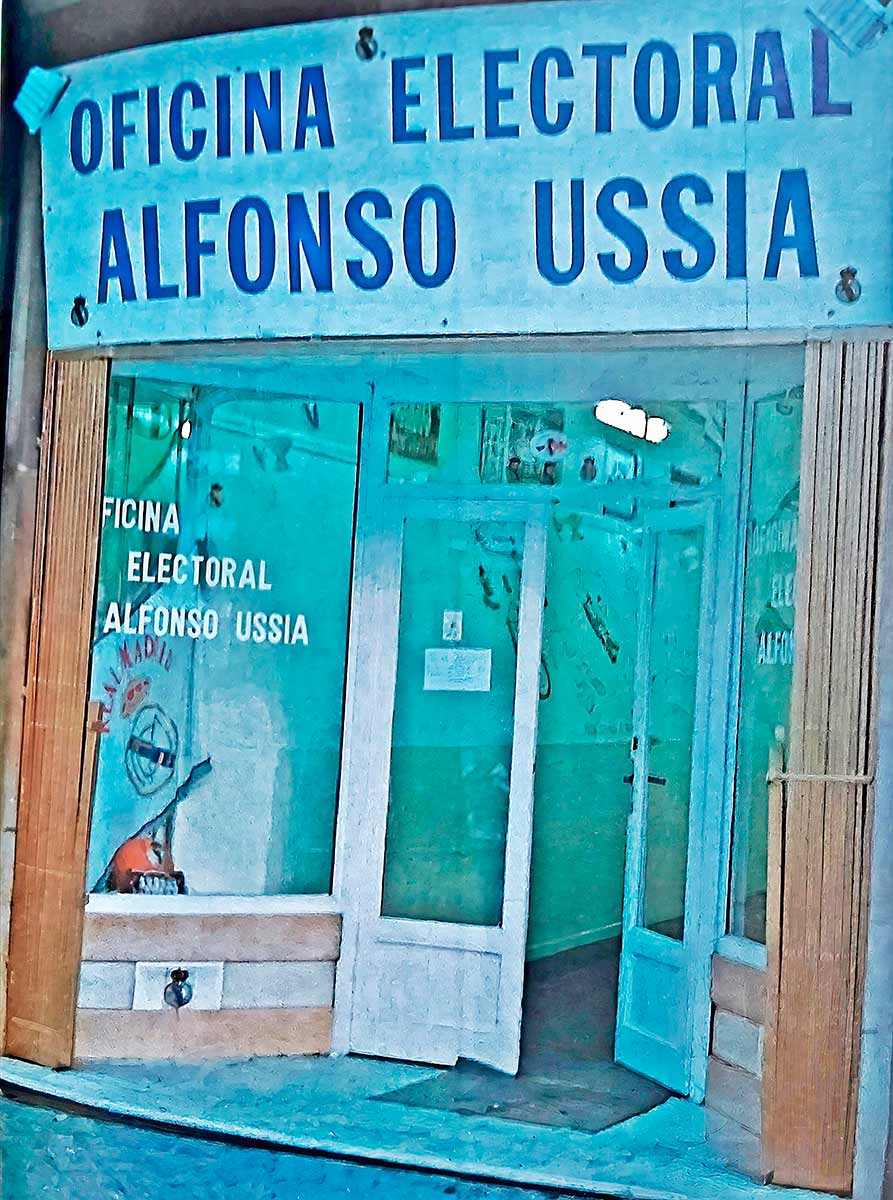 OFICINA ELECTORAL
ALFONSO USSIA
FICINA
ELECTORAL
ALFONSO USSIA
REAL MADRID